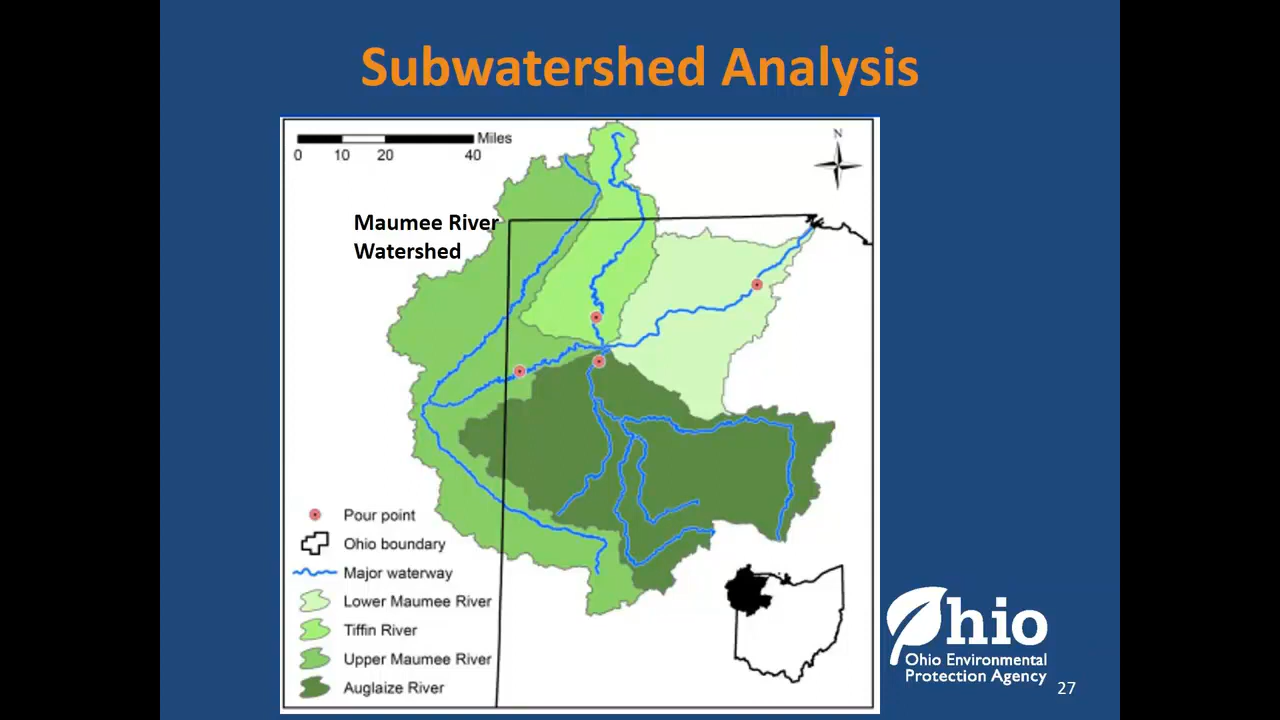 Subwatershed Analysis
Miles
0 10 20 40
N
Maumee River
Watershed
Pour point
Ohio boundary
Major waterway
Lower Maumee River
Tiffin River
Upper Maumee River
Auglaize River
Ohio
Ohio Environmental
Protection Agency
27